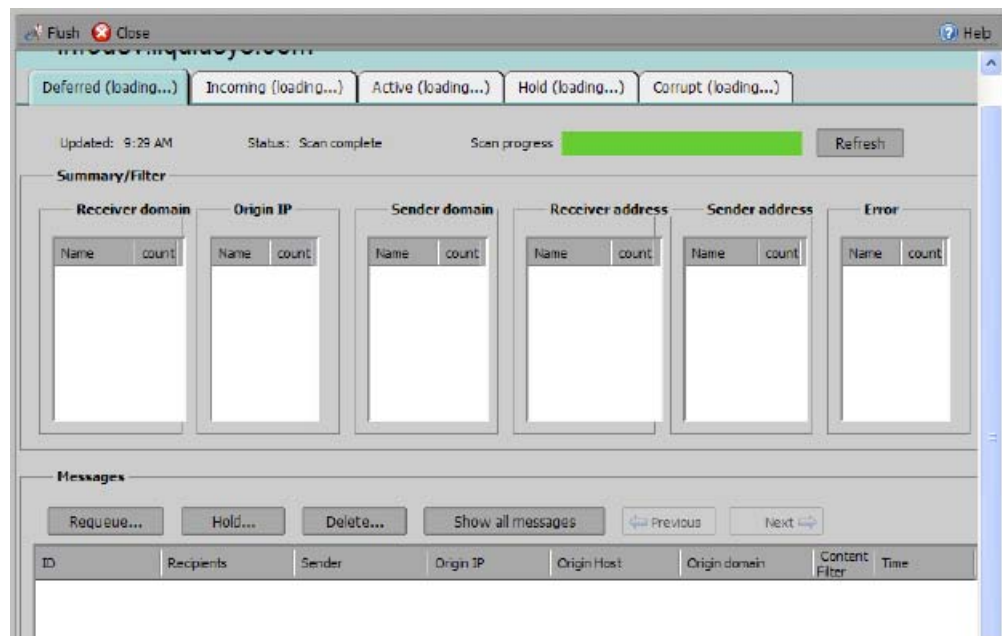 Flush Close Help
Deferred (loading...) Incoming (loading...) Active (loading...) Hold (loading...) Corrupt (loading...)
Updated: 9:29 AM Status: Scan complete Scan progress Refresh
Summary/Filter
Receiver domain Origin IP Sender domain Receiver address Sender address Error
Name count Name count Name count Name count Name count Name count
Messages
Requeue... Hold... Delete... Show all messages Previous Next
ID Recipients Sender Origin IP Origin Host Origin domain Content Filter Time